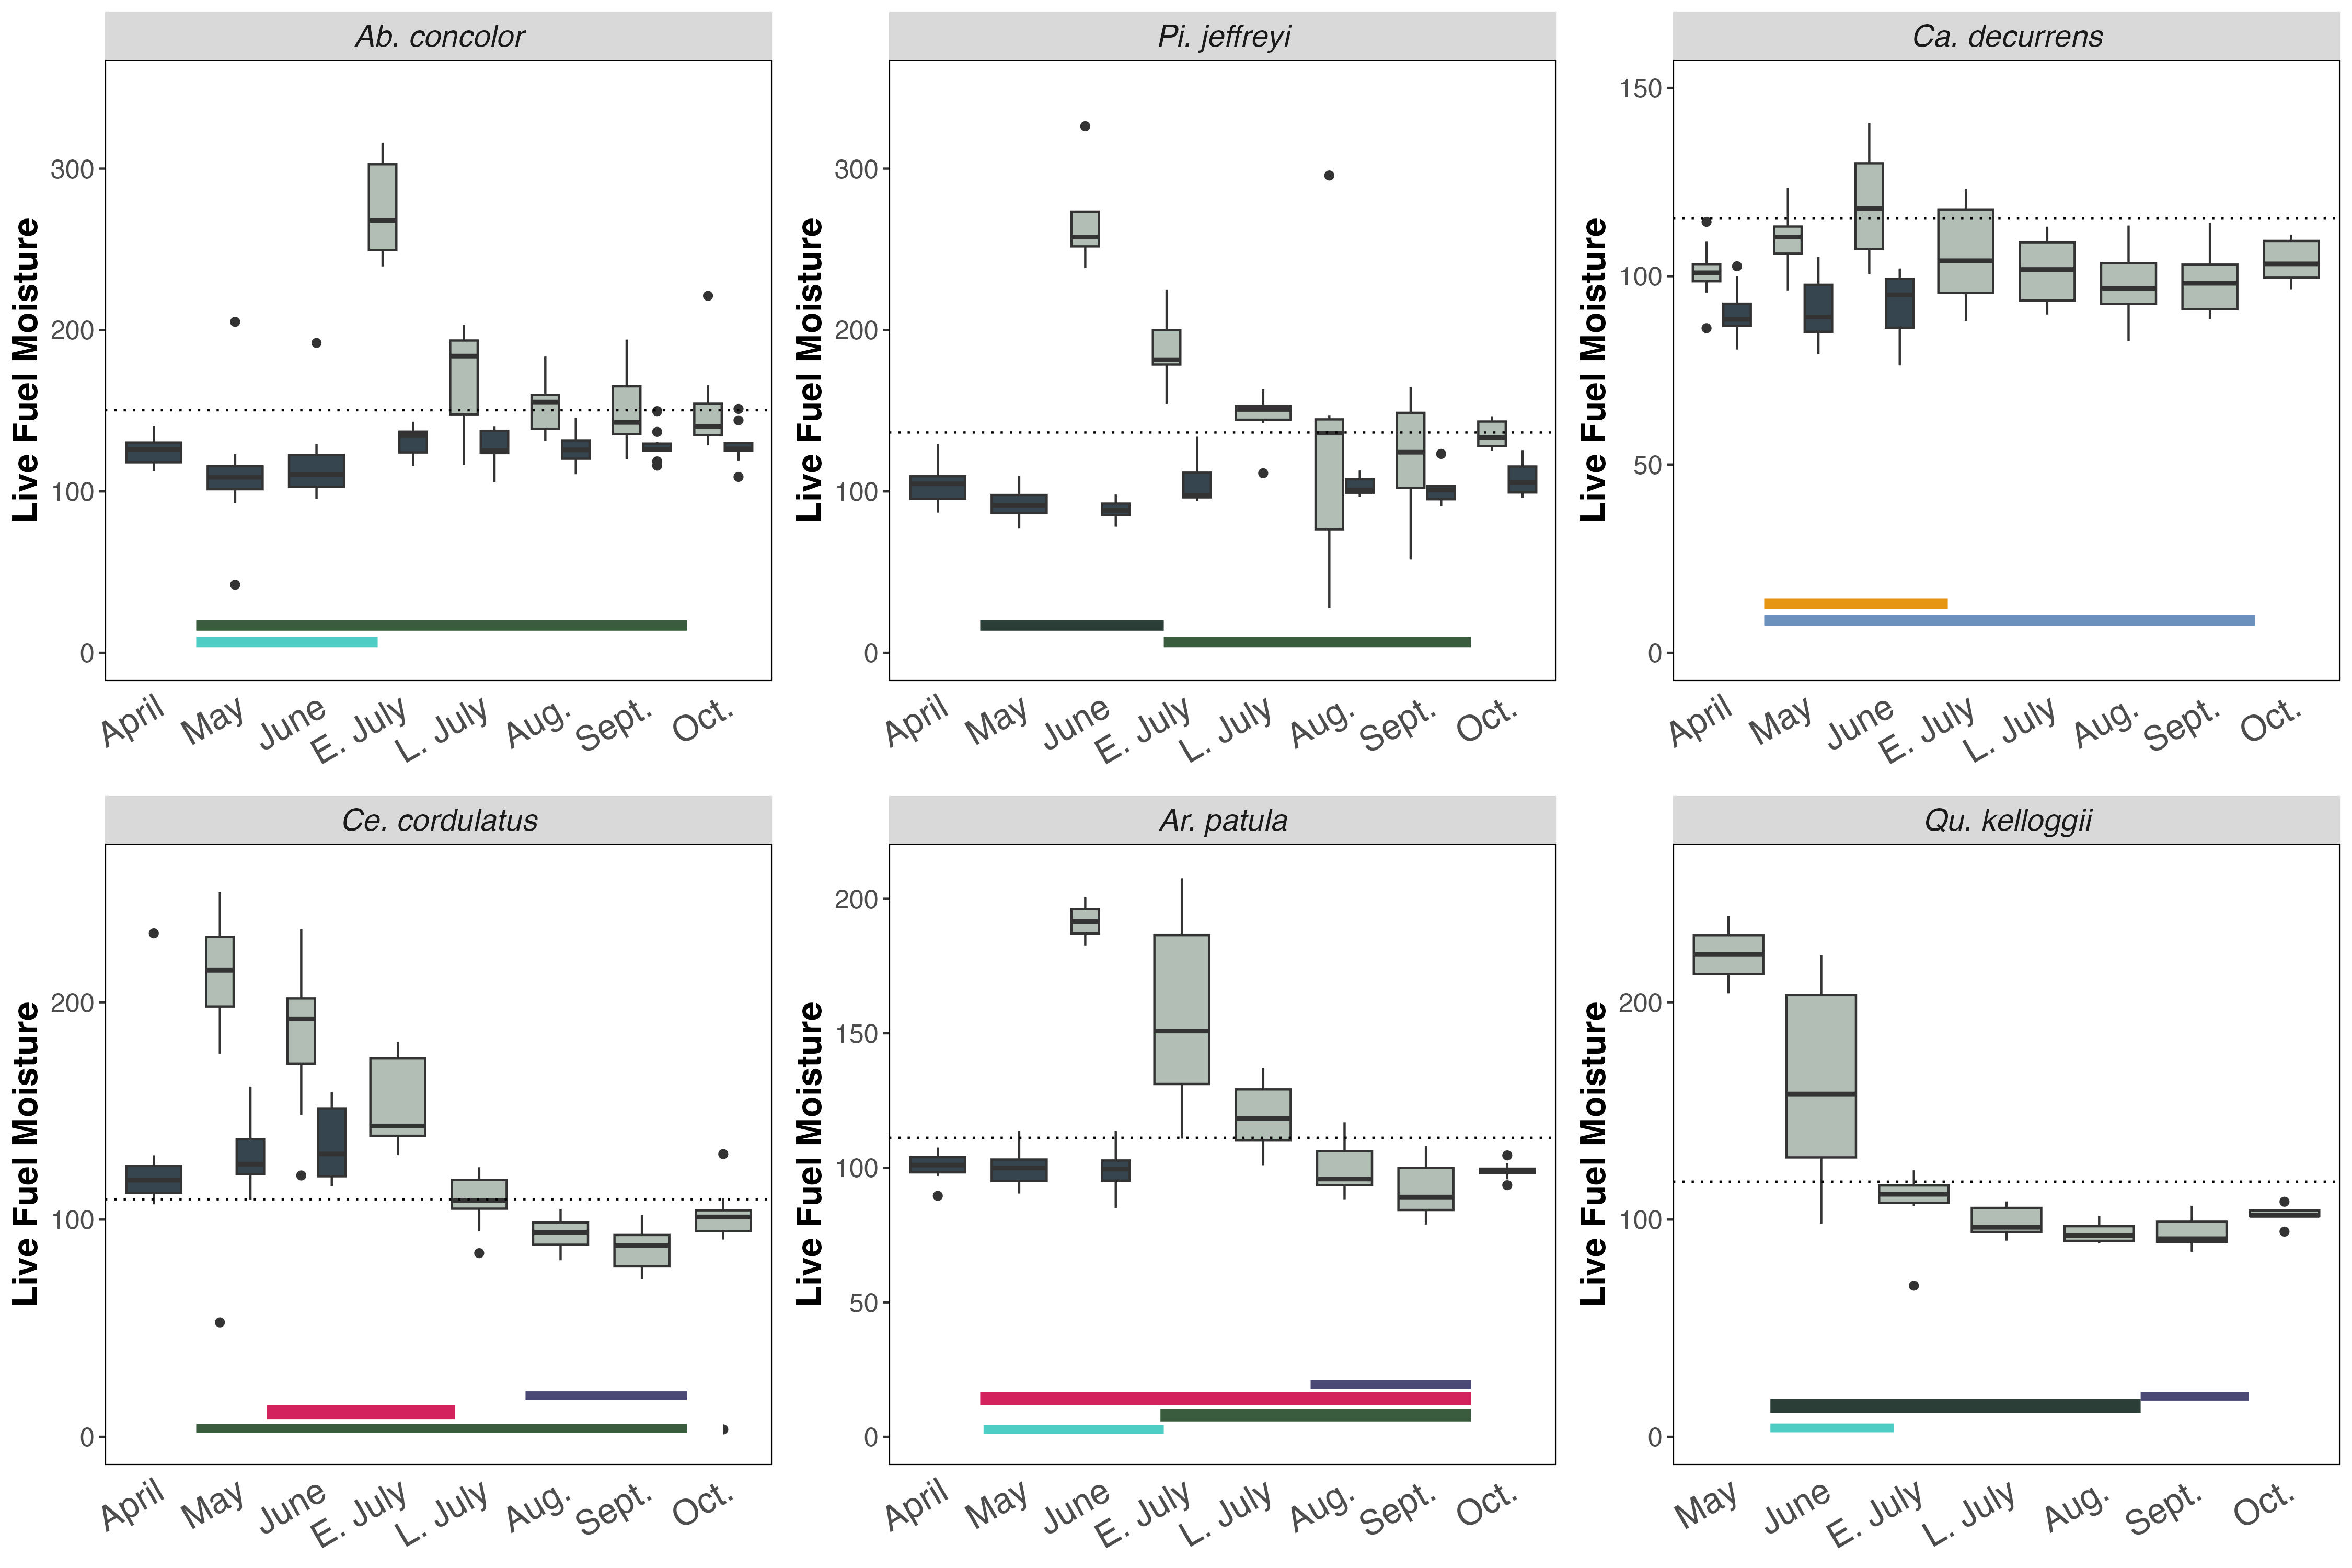 Ab. concolor
Live Fuel Moisture
300
200
100
0
April May June E. July L. July Aug. Sept. Oct.
Pi. jeffreyi
Live Fuel Moisture
300
200
100
0
April May June E. July L. July Aug. Sept. Oct.
Ca. decurrens
Live Fuel Moisture
150
100
50
0
April May June E. July L. July Aug. Sept. Oct.
Ce. cordulatus
Live Fuel Moisture
200
100
0
April May June E. July L. July Aug. Sept. Oct.
Ar. patula
Live Fuel Moisture
200
150
100
50
0
April May June E. July L. July Aug. Sept. Oct.
Qu. kelloggii
Live Fuel Moisture
200
100
0
May June E. July L. July Aug. Sept. Oct.